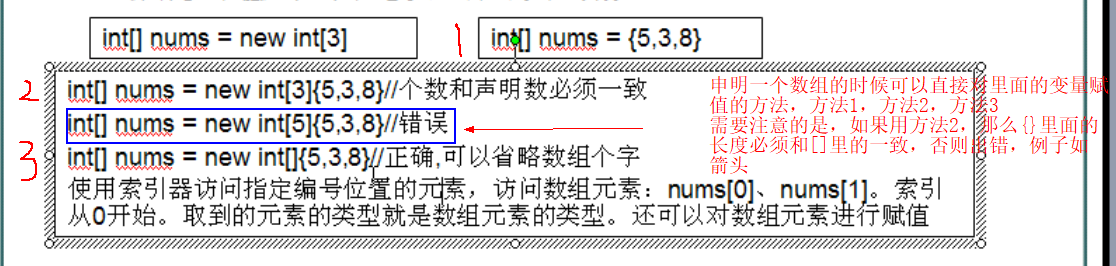 int[] nums = new int[3]
1
int[] nums = {5,3,8}
2
int[] nums = new int[3]{5,3,8}//个数和声明数必须一致
int[] nums = new int[5]{5,3,8}//错误
3
int[] nums = new int[]{5,3,8}//正确,可以省略数组个字
使用索引器访问指定编号位置的元素，访问数组元素：nums[0]、nums[1]。索引
从0开始。取到的元素的类型就是数组元素的类型。还可以对数组元素进行赋值
申明一个数组的时候可以直接对里面的变量赋
值的方法，方法1，方法2，方法3
需要注意的是，如果用方法2，那么{}里面的
长度必须和[]里的一致，否则出错，例子如
箭头